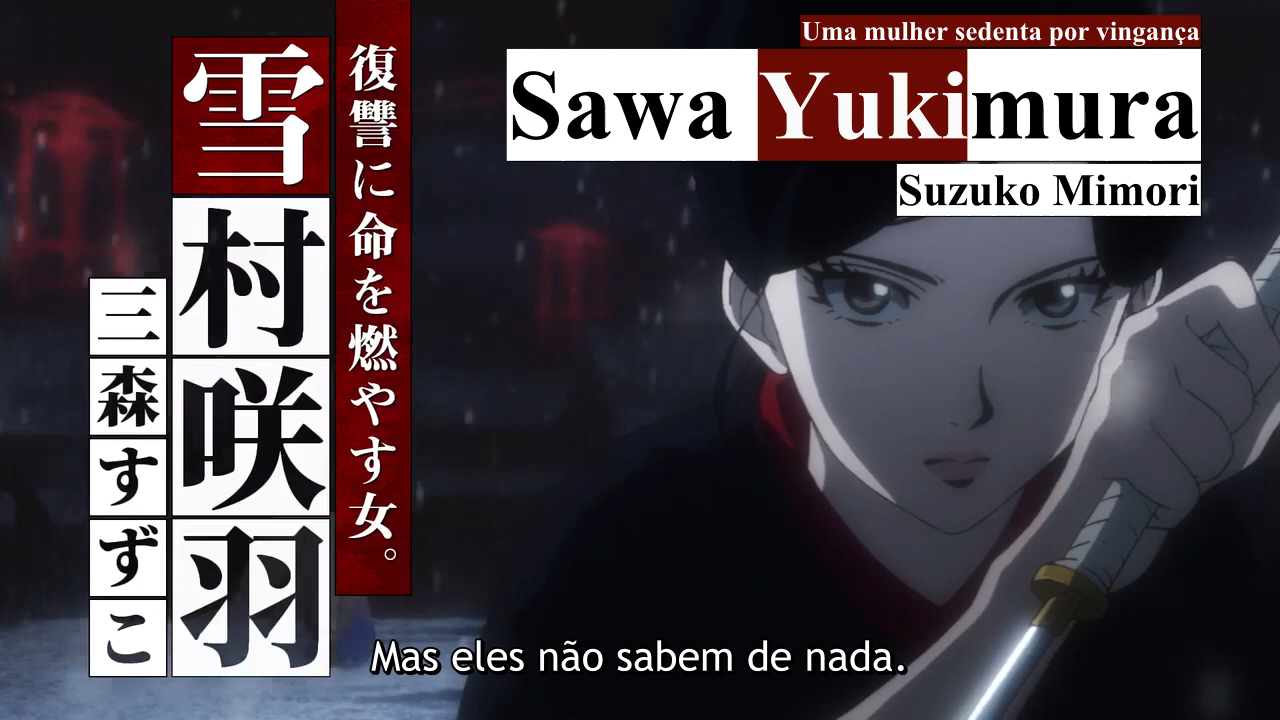 復讐に命を燃やす女。
雪村咲羽
三森すずこ
Uma mulher sedenta por vingança
Sawa Yukimura
Suzuko Mimori
Mas eles não sabem de nada.